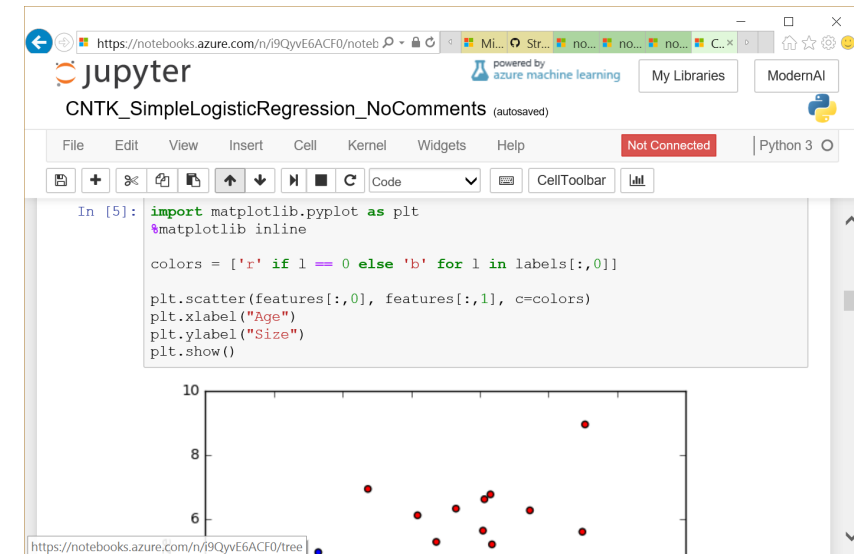 https://notebooks.azure.com/n/i9QyvE6ACF0/noteb
Mi...
Str...
no...
no...
no...
C...
jupyter
powered by
azure machine learning
My Libraries
ModernAI
CNTK_SimpleLogisticRegression_NoComments (autosaved)
File Edit View Insert Cell Kernel Widgets Help
Not Connected
Python 3
Code
CellToolbar
In [5]: import matplotlib.pyplot as plt
%matplotlib inline
colors = ['r' if l == 0 else 'b' for l in labels[:,0]]
plt.scatter(features[:,0], features[:,1], c=colors)
plt.xlabel("Age")
plt.ylabel("Size")
plt.show()
10
8
6
https://notebooks.azure.com/n/i9QyvE6ACF0/tree